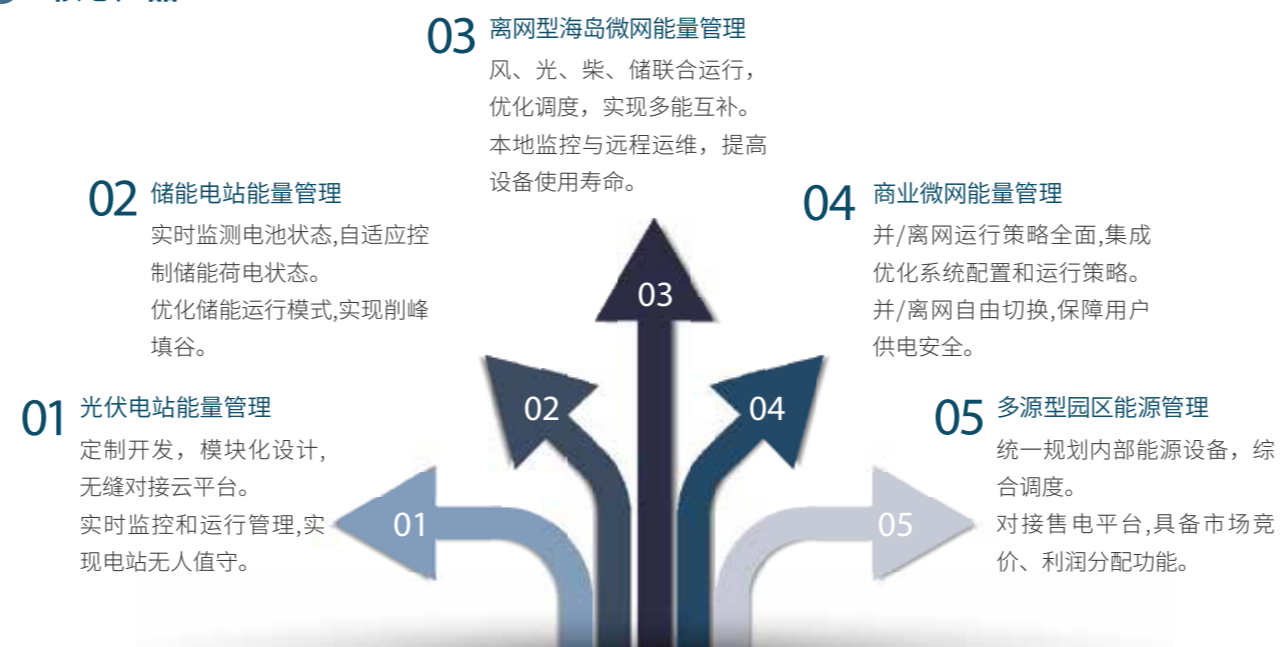 03 离网型海岛微网能量管理
风、光、柴、储联合运行，
优化调度，实现多能互补。
本地监控与远程运维，提高
设备使用寿命。
02 储能电站能量管理
实时监测电池状态,自适应控
制储能荷电状态。
优化储能运行模式,实现削峰
填谷。
04 商业微网能量管理
并/离网运行策略全面,集成
优化系统配置和运行策略。
并/离网自由切换,保障用户
供电安全。
01 光伏电站能量管理
定制开发，模块化设计,
无缝对接云平台。
实时监控和运行管理,实
现电站无人值守。
05 多源型园区能源管理
统一规划内部能源设备，综
合调度。
对接售电平台,具备市场竞
价、利润分配功能。
03
02
04
01
05